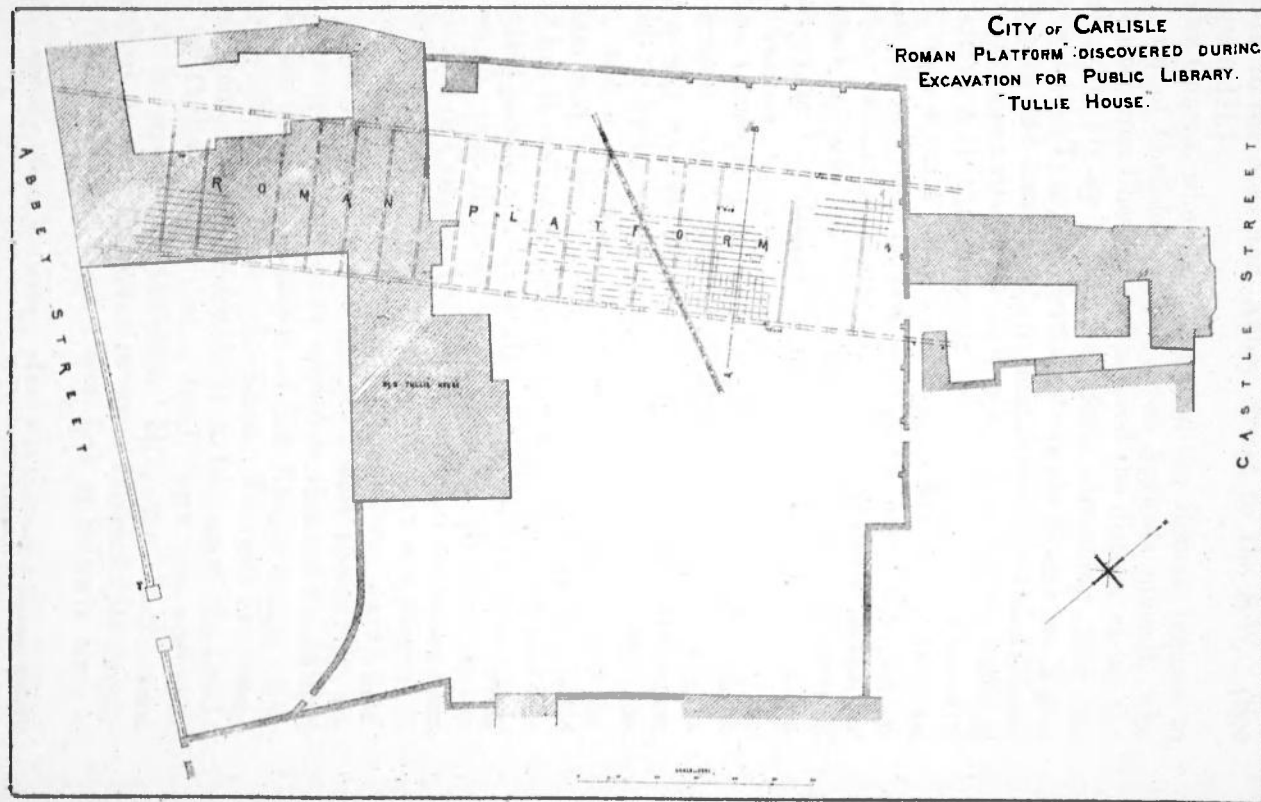 CITY OF CARLISLE
"ROMAN PLATFORM" DISCOVERED DURING
EXCAVATION FOR PUBLIC LIBRARY.
"TULLIE HOUSE."
ABBEY STREET
ROMAN PLATFORM
OLD TULLIE HOUSE
CASTLE STREET
A